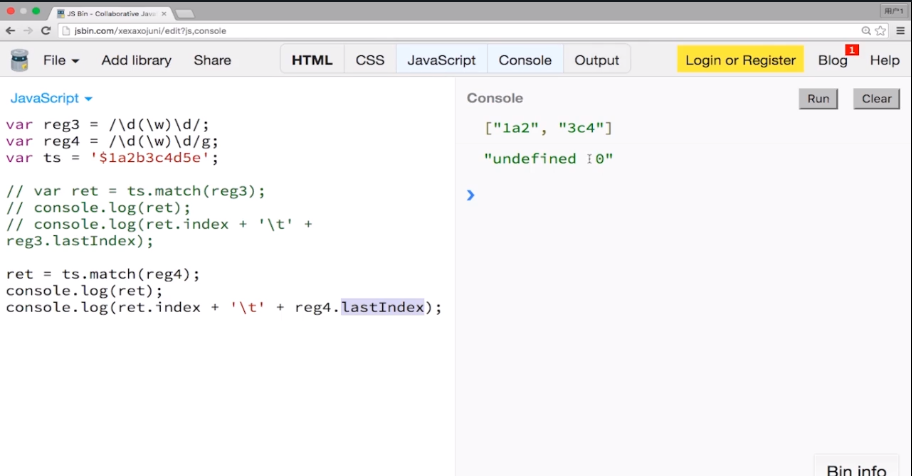 JS Bin - Collaborative Java
用户1
jsbin.com/xexaxojuni/edit?js,console
File Add library Share HTML CSS JavaScript Console Output Login or Register Blog 1 Help
JavaScript
Console Run Clear
var reg3 = /\d(\w)\d/;
var reg4 = /\d(\w)\d/g;
var ts = '$1a2b3c4d5e';
// var ret = ts.match(reg3);
// console.log(ret);
// console.log(ret.index + '\t' +
reg3.lastIndex);
ret = ts.match(reg4);
console.log(ret);
console.log(ret.index + '\t' + reg4.lastIndex);
["1a2", "3c4"]
"undefined 0"
Bin info